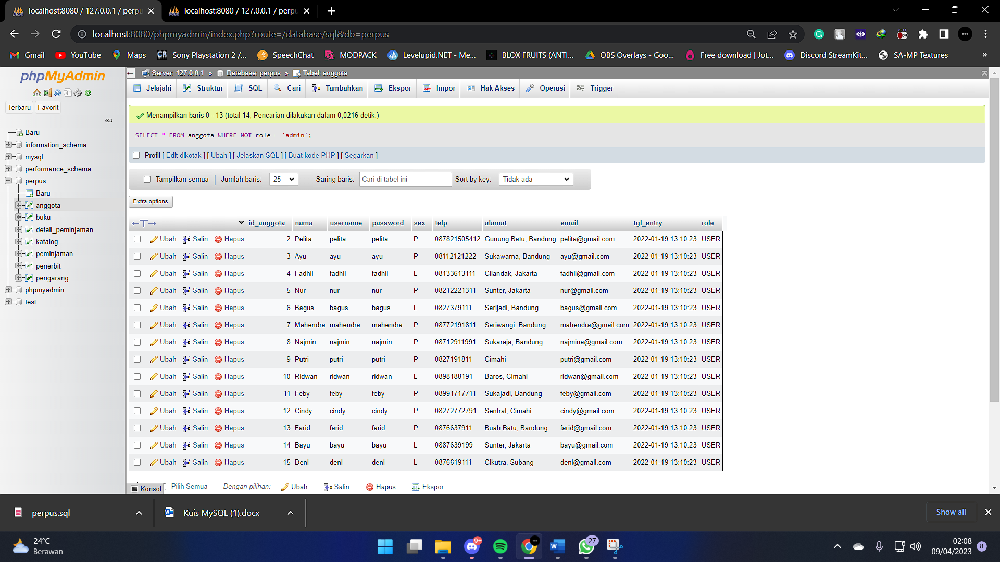 localhost:8080 / 127.0.0.1 / perpu
localhost:8080 / 127.0.0.1 / perpu
localhost:8080/phpmyadmin/index.php?route=/database/sql&db=perpus
Gmail YouTube Maps Sony Playstation 2 /... SpeechChat MODPACK Levelupid.NET - Me... BLOX FRUITS (ANTI... OBS Overlays - Goo... Free download | Jot... Discord StreamKit... SA-MP Textures »
phpMyAdmin
Terbaru Favorit
Baru
information_schema
mysql
performance_schema
perpus
Baru
anggota
buku
detail_peminjaman
katalog
peminjaman
penerbit
pengarang
phpmyadmin
test
Server: 127.0.0.1 » Database: perpus » Tabel: anggota
Jelajahi Struktur SQL Cari Tambahkan Ekspor Impor Hak Akses Operasi Trigger
Menampilkan baris 0 - 13 (total 14, Pencarian dilakukan dalam 0,0216 detik.)
SELECT * FROM anggota WHERE NOT role = 'admin';
Profil [ Edit dikotak ] [ Ubah ] [ Jelaskan SQL ] [ Buat kode PHP ] [ Segarkan ]
Tampilkan semua Jumlah baris: 25 Saring baris: Cari di tabel ini Sort by key: Tidak ada
Extra options
id_anggota nama username password sex telp alamat email tgl_entry role
Ubah Salin Hapus 2 Pelita pelita pelita P 087821505412 Gunung Batu, Bandung pelita@gmail.com 2022-01-19 13:10:23 USER
Ubah Salin Hapus 3 Ayu ayu ayu P 08112121222 Sukawarna, Bandung ayu@gmail.com 2022-01-19 13:10:23 USER
Ubah Salin Hapus 4 Fadhli fadhli fadhli L 08133613111 Cilandak, Jakarta fadhli@gmail.com 2022-01-19 13:10:23 USER
Ubah Salin Hapus 5 Nur nur nur P 08212221311 Sunter, Jakarta nur@gmail.com 2022-01-19 13:10:23 USER
Ubah Salin Hapus 6 Bagus bagus bagus L 0827379111 Sarijadi, Bandung bagus@gmail.com 2022-01-19 13:10:23 USER
Ubah Salin Hapus 7 Mahendra mahendra mahendra P 08772191811 Sariwangi, Bandung mahendra@gmail.com 2022-01-19 13:10:23 USER
Ubah Salin Hapus 8 Najmin najmin najmin P 08712911991 Sukaraja, Bandung najmina@gmail.com 2022-01-19 13:10:23 USER
Ubah Salin Hapus 9 Putri putri putri P 0827191811 Cimahi putri@gmail.com 2022-01-19 13:10:23 USER
Ubah Salin Hapus 10 Ridwan ridwan ridwan L 0898188191 Baros, Cimahi ridwan@gmail.com 2022-01-19 13:10:23 USER
Ubah Salin Hapus 11 Feby feby feby P 08991717711 Sukajadi, Bandung feby@gmail.com 2022-01-19 13:10:23 USER
Ubah Salin Hapus 12 Cindy cindy cindy P 08272772791 Sentral, Cimahi cindy@gmail.com 2022-01-19 13:10:23 USER
Ubah Salin Hapus 13 Farid farid farid P 0876637911 Buah Batu, Bandung farid@gmail.com 2022-01-19 13:10:23 USER
Ubah Salin Hapus 14 Bayu bayu bayu L 0887639199 Sunter, Jakarta bayu@gmail.com 2022-01-19 13:10:23 USER
Ubah Salin Hapus 15 Deni deni deni L 0876619111 Cikutra, Subang deni@gmail.com 2022-01-19 13:10:23 USER
Konsol Pilih Semua Dengan pilihan: Ubah Salin Hapus Ekspor
perpus.sql Kuis MySQL (1).docx Show all
24°C
Berawan
9+
27
02:08
09/04/2023
8